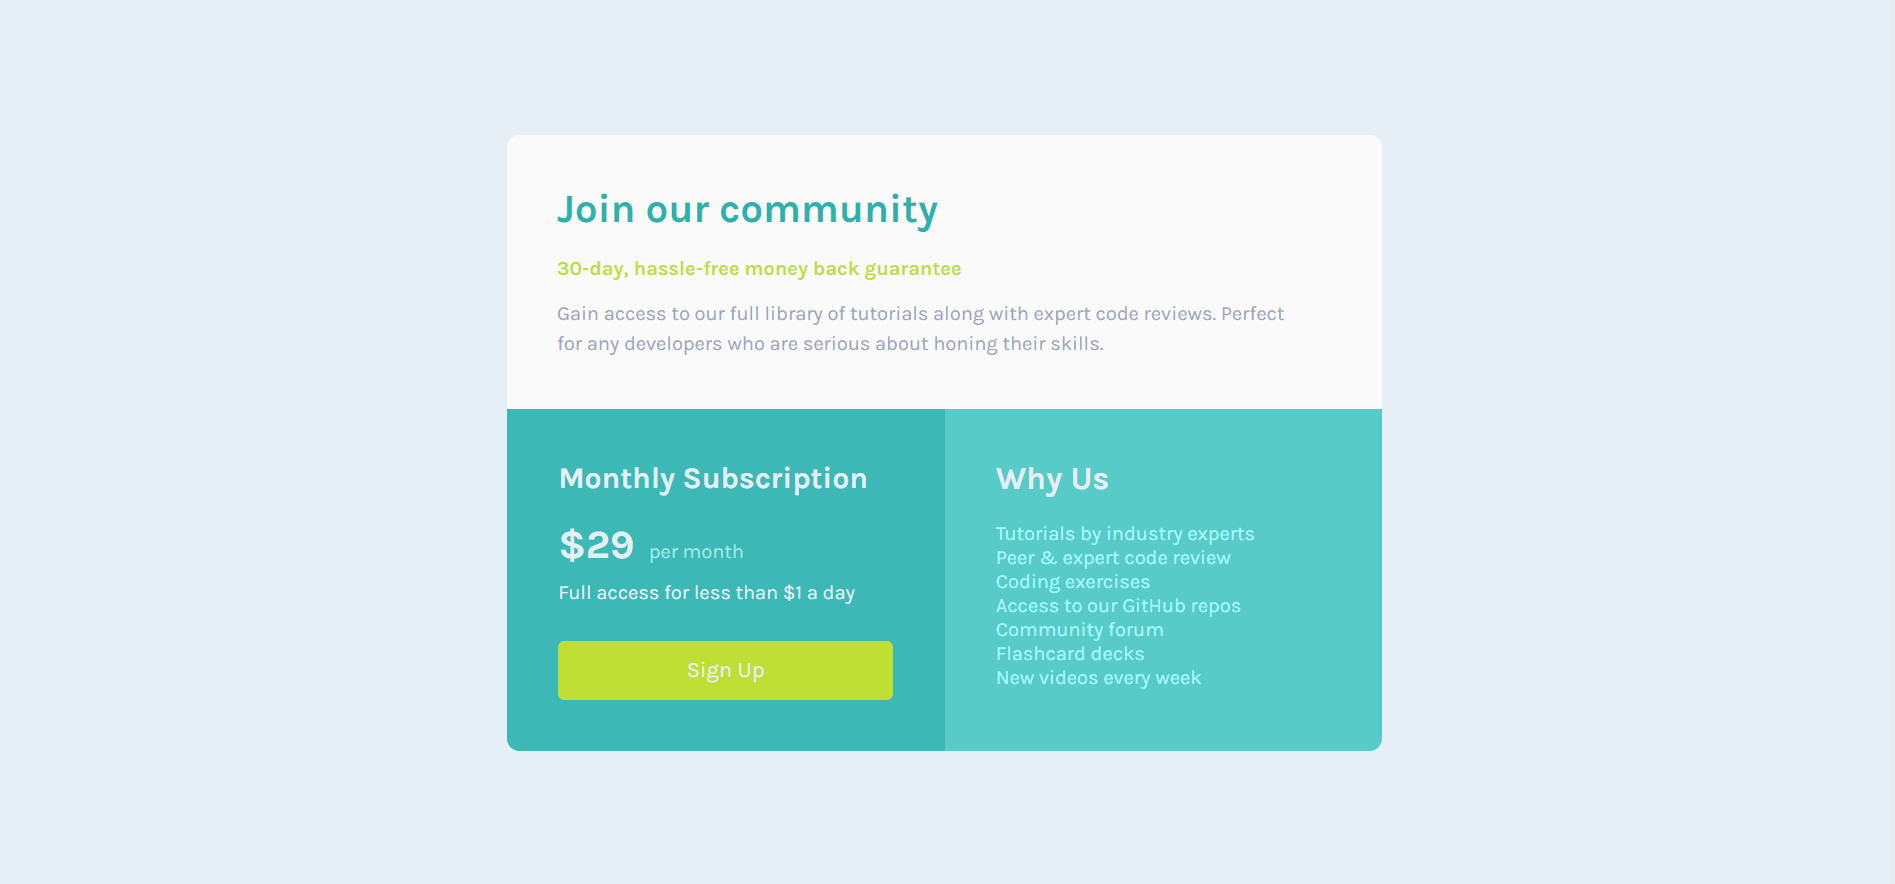 Join our community
30-day, hassle-free money back guarantee
Gain access to our full library of tutorials along with expert code reviews. Perfect
for any developers who are serious about honing their skills.
Monthly Subscription
$29 per month
Full access for less than $1 a day
Sign Up
Why Us
Tutorials by industry experts
Peer & expert code review
Coding exercises
Access to our GitHub repos
Community forum
Flashcard decks
New videos every week